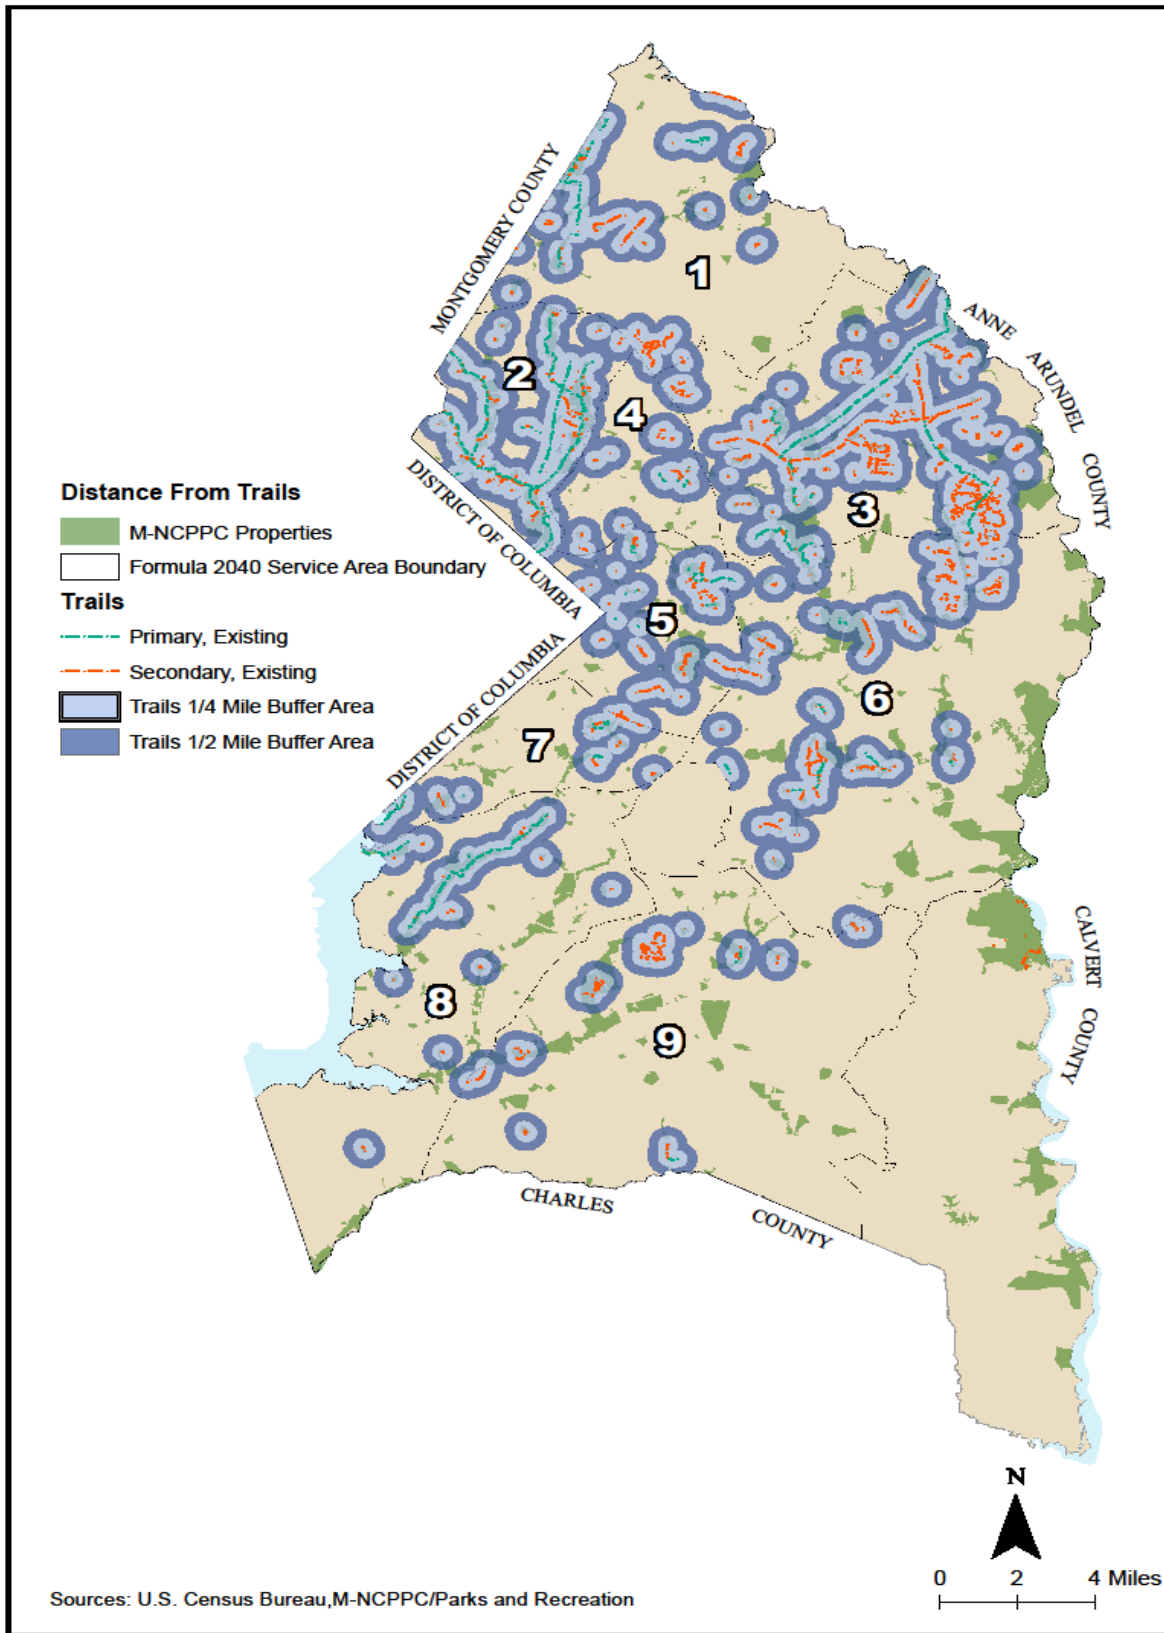 MONTGOMERY COUNTY
1
ANNE ARUNDEL COUNTY
2
4
DISTRICT OF COLUMBIA
3
Distance From Trails
M-NCPPC Properties
Formula 2040 Service Area Boundary
Trails
Primary, Existing
Secondary, Existing
Trails 1/4 Mile Buffer Area
Trails 1/2 Mile Buffer Area
5
DISTRICT OF COLUMBIA
6
7
CALVERT COUNTY
8
9
CHARLES COUNTY
N
0 2 4 Miles
Sources: U.S. Census Bureau,M-NCPPC/Parks and Recreation